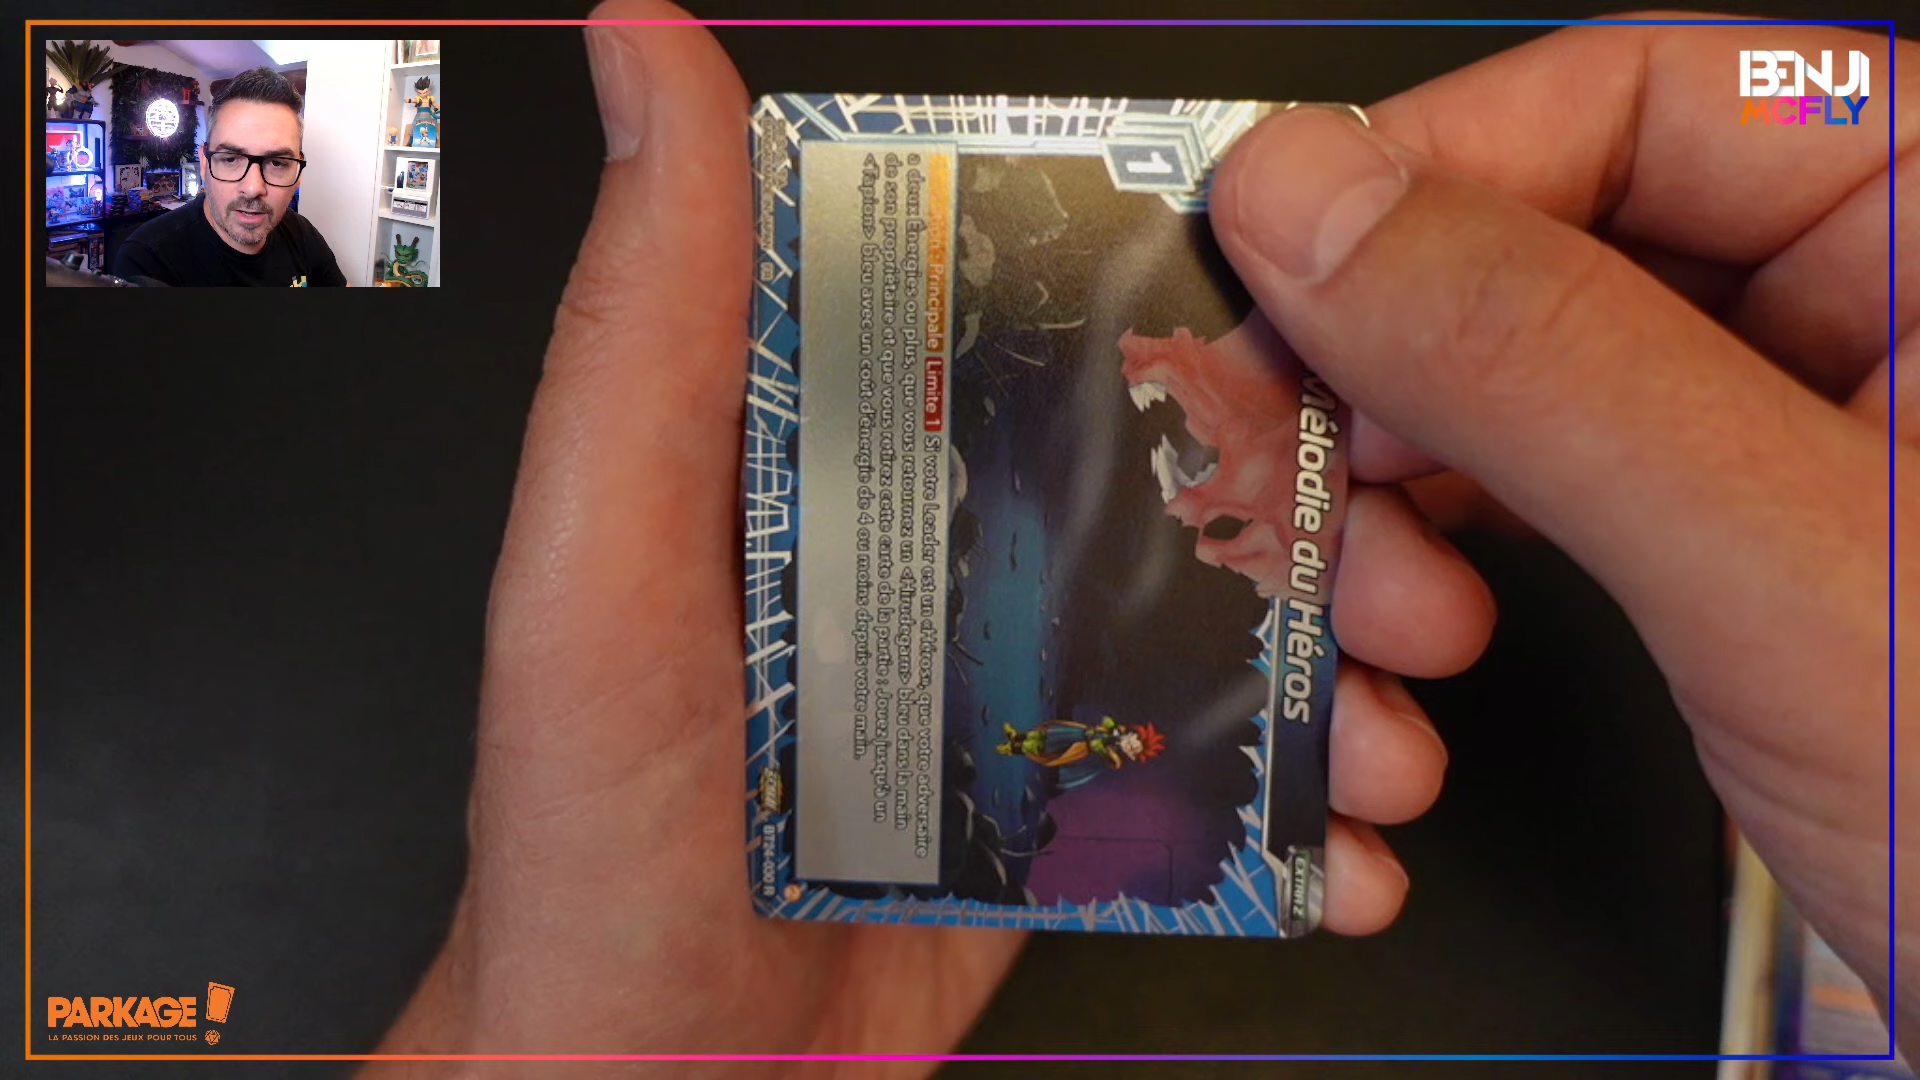 BENJI
MCFLY
Mélodie du Héros
EXTRA Z
1
Principale Limite 1 Si votre Leader est un «Héros», que votre adversaire
a deux Énergies ou plus, que vous retournez un <Hirudegarn> bleu dans la main
de son propriétaire et que vous retirez cette carte de la partie : Jouez jusqu'à un
<Tapion> bleu avec un coût d'énergie de 4 ou moins depuis votre main.
FR
BT24-030 R
PARKAGE
LA PASSION DES JEUX POUR TOUS